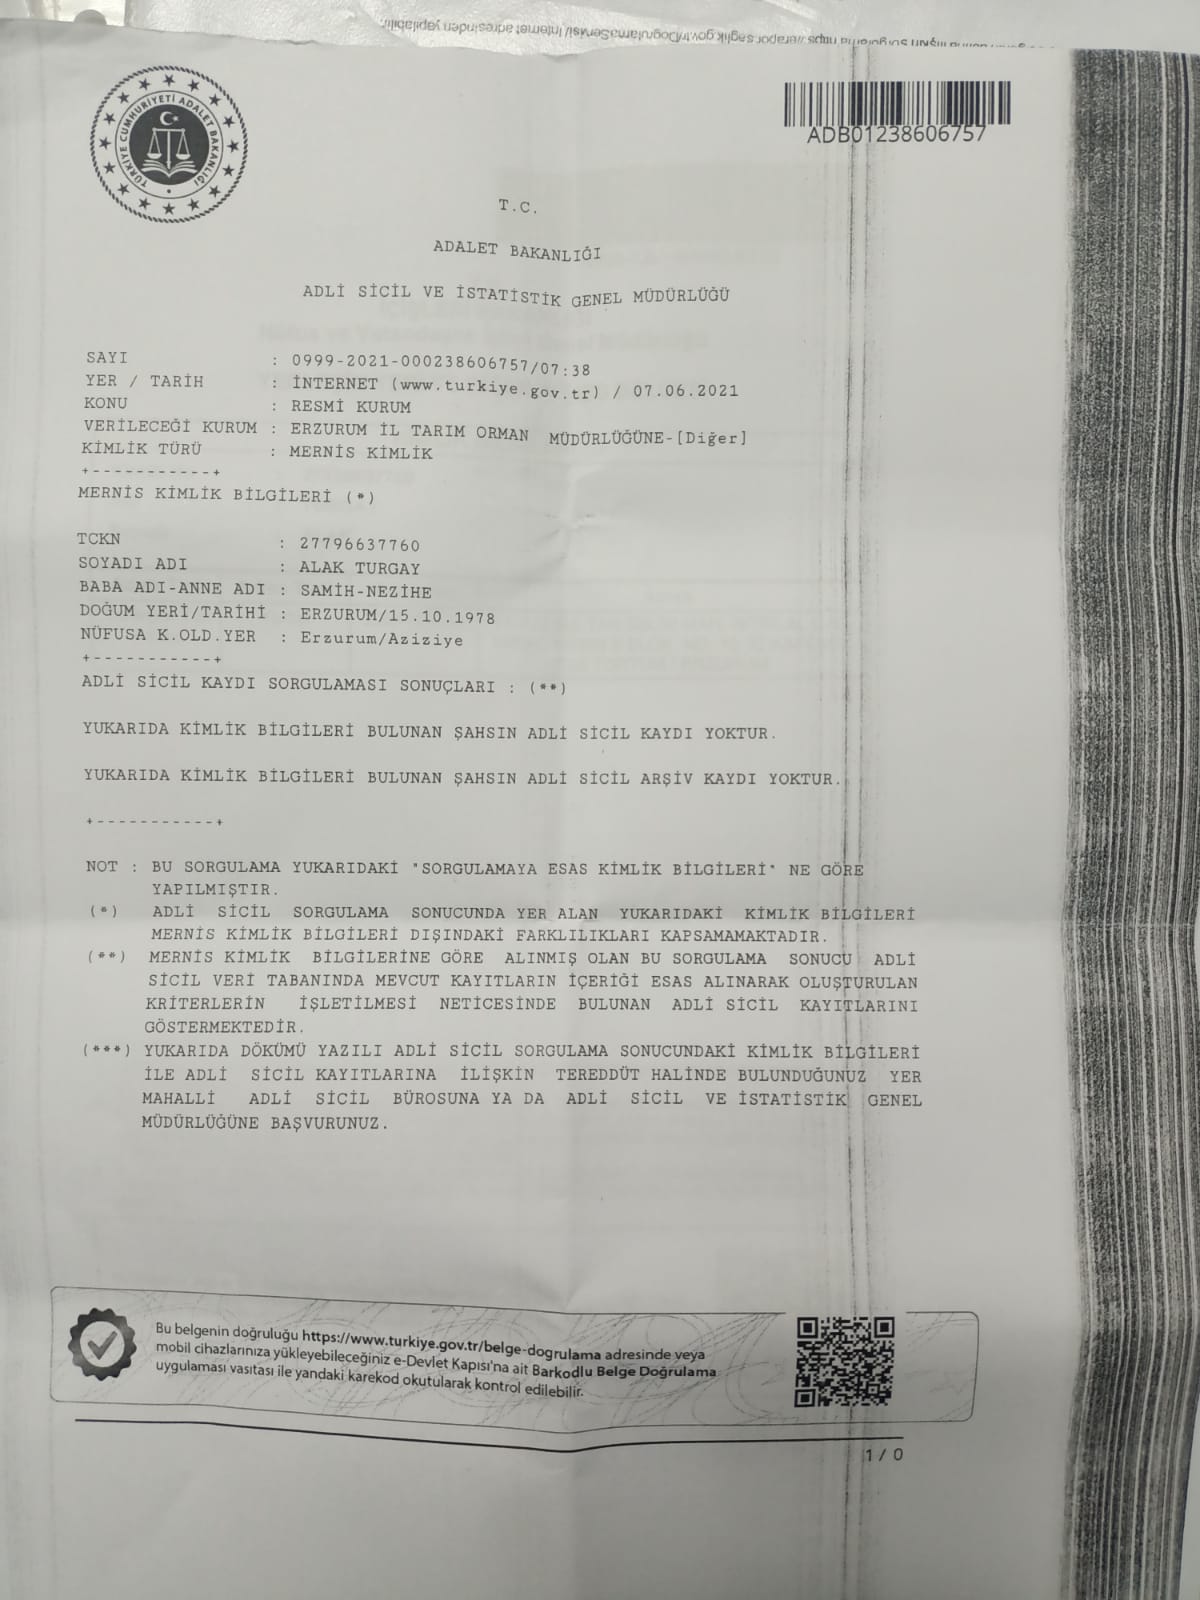 TÜRKİYE CUMHURİYETİ ADALET BAKANLIĞI
ADB01238606757
T.C.
ADALET BAKANLIĞI
ADLİ SİCİL VE İSTATİSTİK GENEL MÜDÜRLÜĞÜ
SAYI : 0999-2021-000238606757/07:38
YER / TARİH : İNTERNET (www.turkiye.gov.tr) / 07.06.2021
KONU : RESMİ KURUM
VERİLECEĞİ KURUM : ERZURUM İL TARIM ORMAN MÜDÜRLÜĞÜNE-[Diğer]
KİMLİK TÜRÜ : MERNİS KİMLİK
+-----------+
MERNİS KİMLİK BİLGİLERİ (*)
TCKN : 27796637760
SOYADI ADI : ALAK TURGAY
BABA ADI-ANNE ADI : SAMİH-NEZİHE
DOĞUM YERİ/TARİHİ : ERZURUM/15.10.1978
NÜFUSA K.OLD.YER : Erzurum/Aziziye
+-----------+
ADLİ SİCİL KAYDI SORGULAMASI SONUÇLARI : (**)
YUKARIDA KİMLİK BİLGİLERİ BULUNAN ŞAHSIN ADLİ SİCİL KAYDI YOKTUR.
YUKARIDA KİMLİK BİLGİLERİ BULUNAN ŞAHSIN ADLİ SİCİL ARŞİV KAYDI YOKTUR.
+-----------+
NOT : BU SORGULAMA YUKARIDAKİ "SORGULAMAYA ESAS KİMLİK BİLGİLERİ" NE GÖRE
YAPILMIŞTIR.
(*) ADLİ SİCİL SORGULAMA SONUCUNDA YER ALAN YUKARIDAKİ KİMLİK BİLGİLERİ
MERNİS KİMLİK BİLGİLERİ DIŞINDAKİ FARKLILIKLARI KAPSAMAMAKTADIR.
(**) MERNİS KİMLİK BİLGİLERİNE GÖRE ALINMIŞ OLAN BU SORGULAMA SONUCU ADLİ
SİCİL VERİ TABANINDA MEVCUT KAYITLARIN İÇERİĞİ ESAS ALINARAK OLUŞTURULAN
KRİTERLERİN İŞLETİLMESİ NETİCESİNDE BULUNAN ADLİ SİCİL KAYITLARINI
GÖSTERMEKTEDİR.
(***) YUKARIDA DÖKÜMÜ YAZILI ADLİ SİCİL SORGULAMA SONUCUNDAKİ KİMLİK BİLGİLERİ
İLE ADLİ SİCİL KAYITLARINA İLİŞKİN TEREDDÜT HALİNDE BULUNDUĞUNUZ YER
MAHALLİ ADLİ SİCİL BÜROSUNA YA DA ADLİ SİCİL VE İSTATİSTİK GENEL
MÜDÜRLÜĞÜNE BAŞVURUNUZ.
Bu belgenin doğruluğu https://www.turkiye.gov.tr/belge-dogrulama adresinde veya
mobil cihazlarınıza yükleyebileceğiniz e-Devlet Kapısı'na ait Barkodlu Belge Doğrulama
uygulaması vasıtası ile yandaki karekod okutularak kontrol edilebilir.
1 / 0